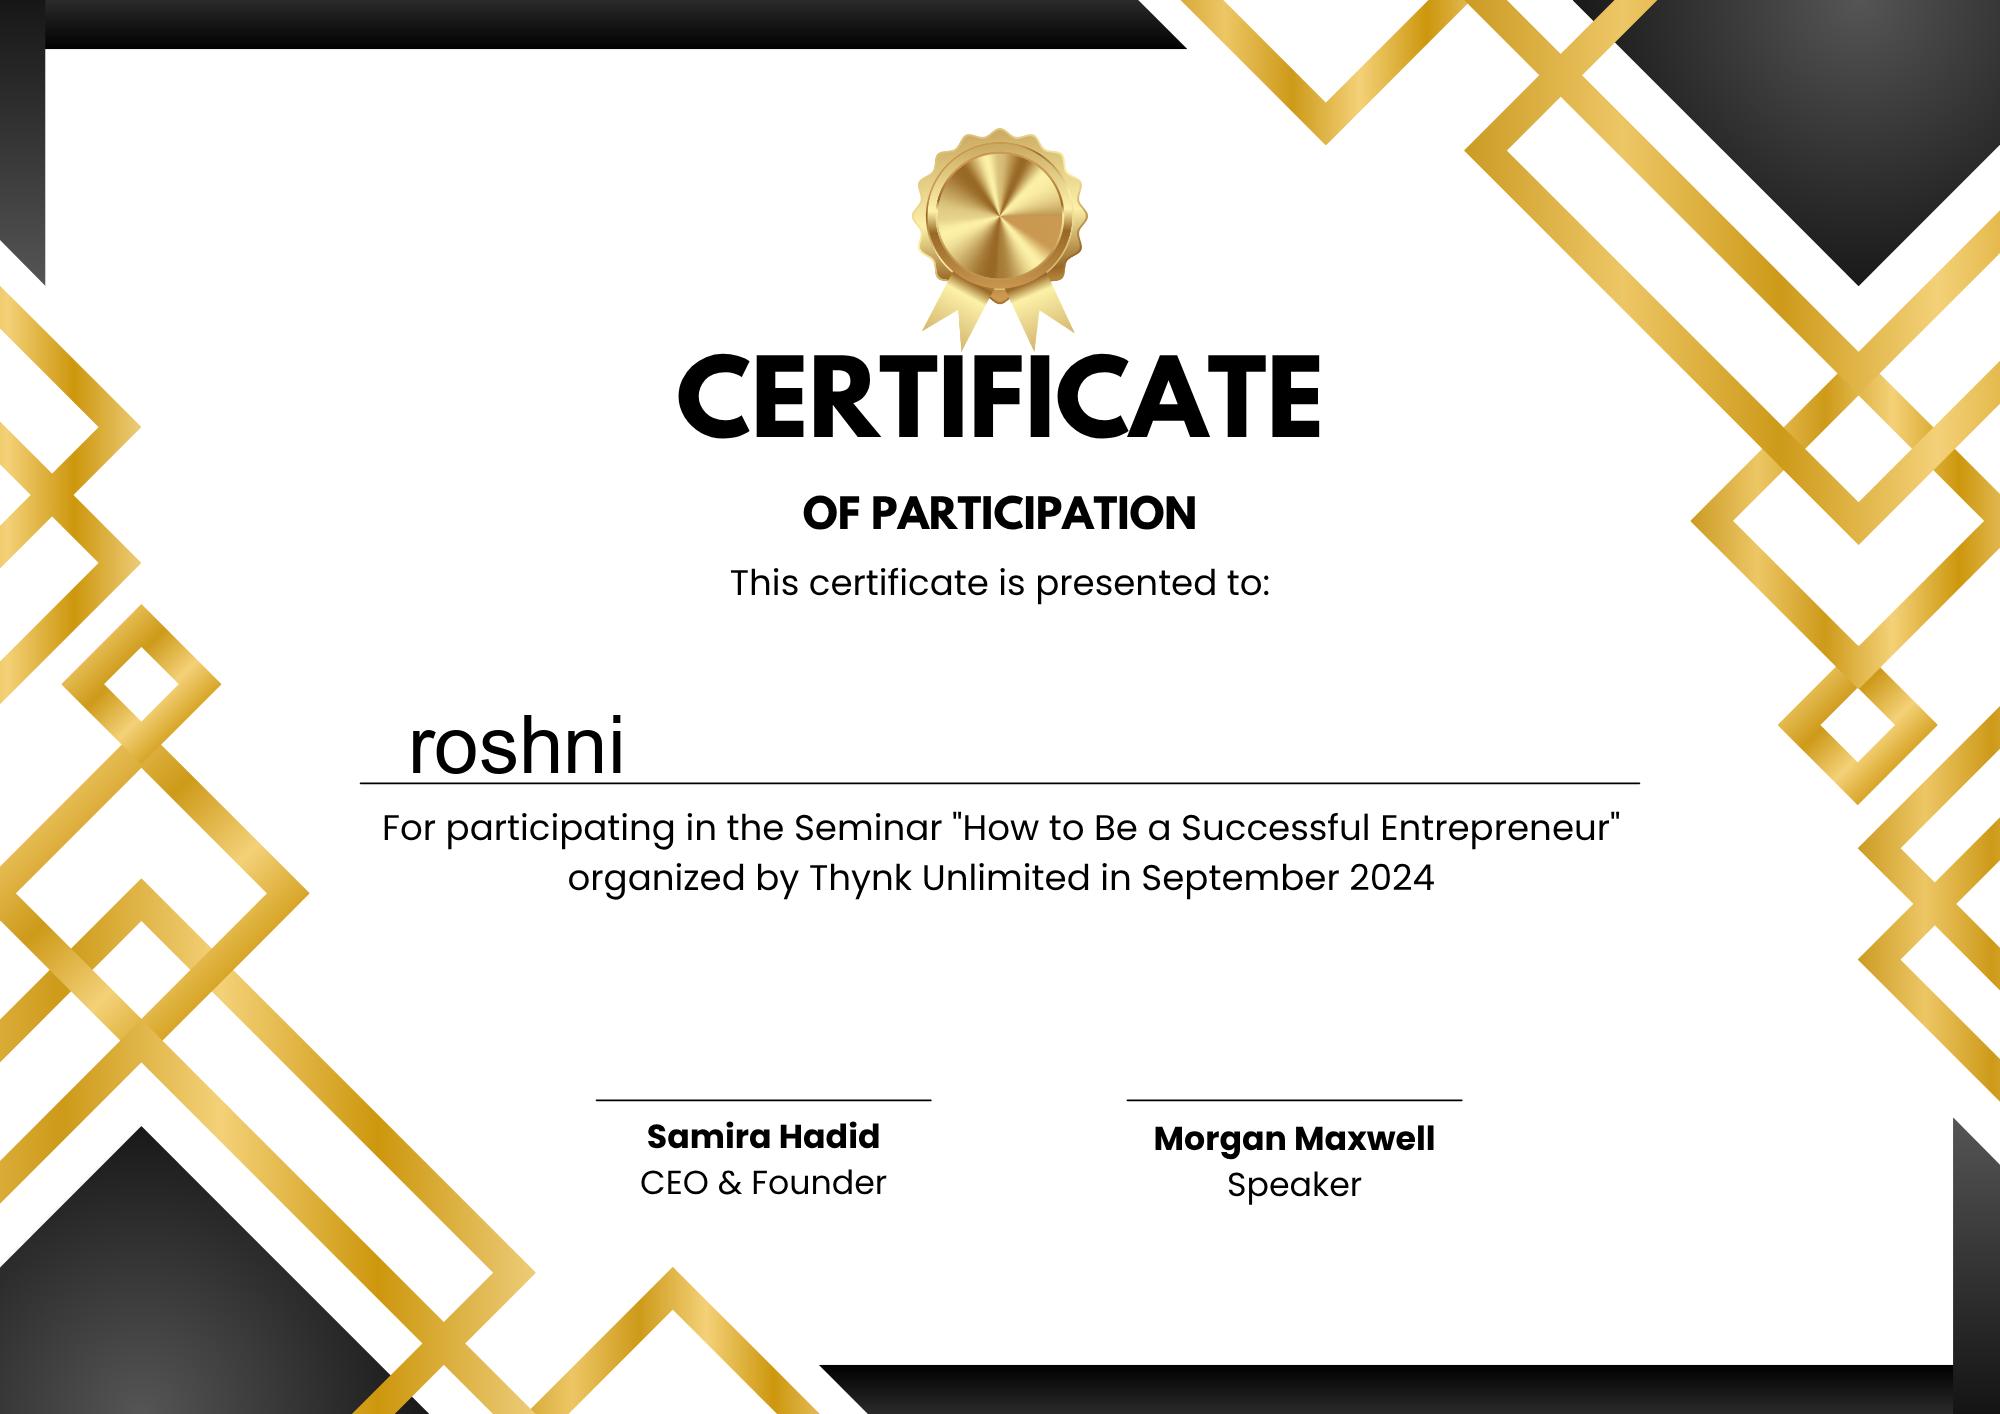 CERTIFICATE
OF PARTICIPATION
This certificate is presented to:
roshni
For participating in the Seminar "How to Be a Successful Entrepreneur"
organized by Thynk Unlimited in September 2024
Samira Hadid
CEO & Founder
Morgan Maxwell
Speaker